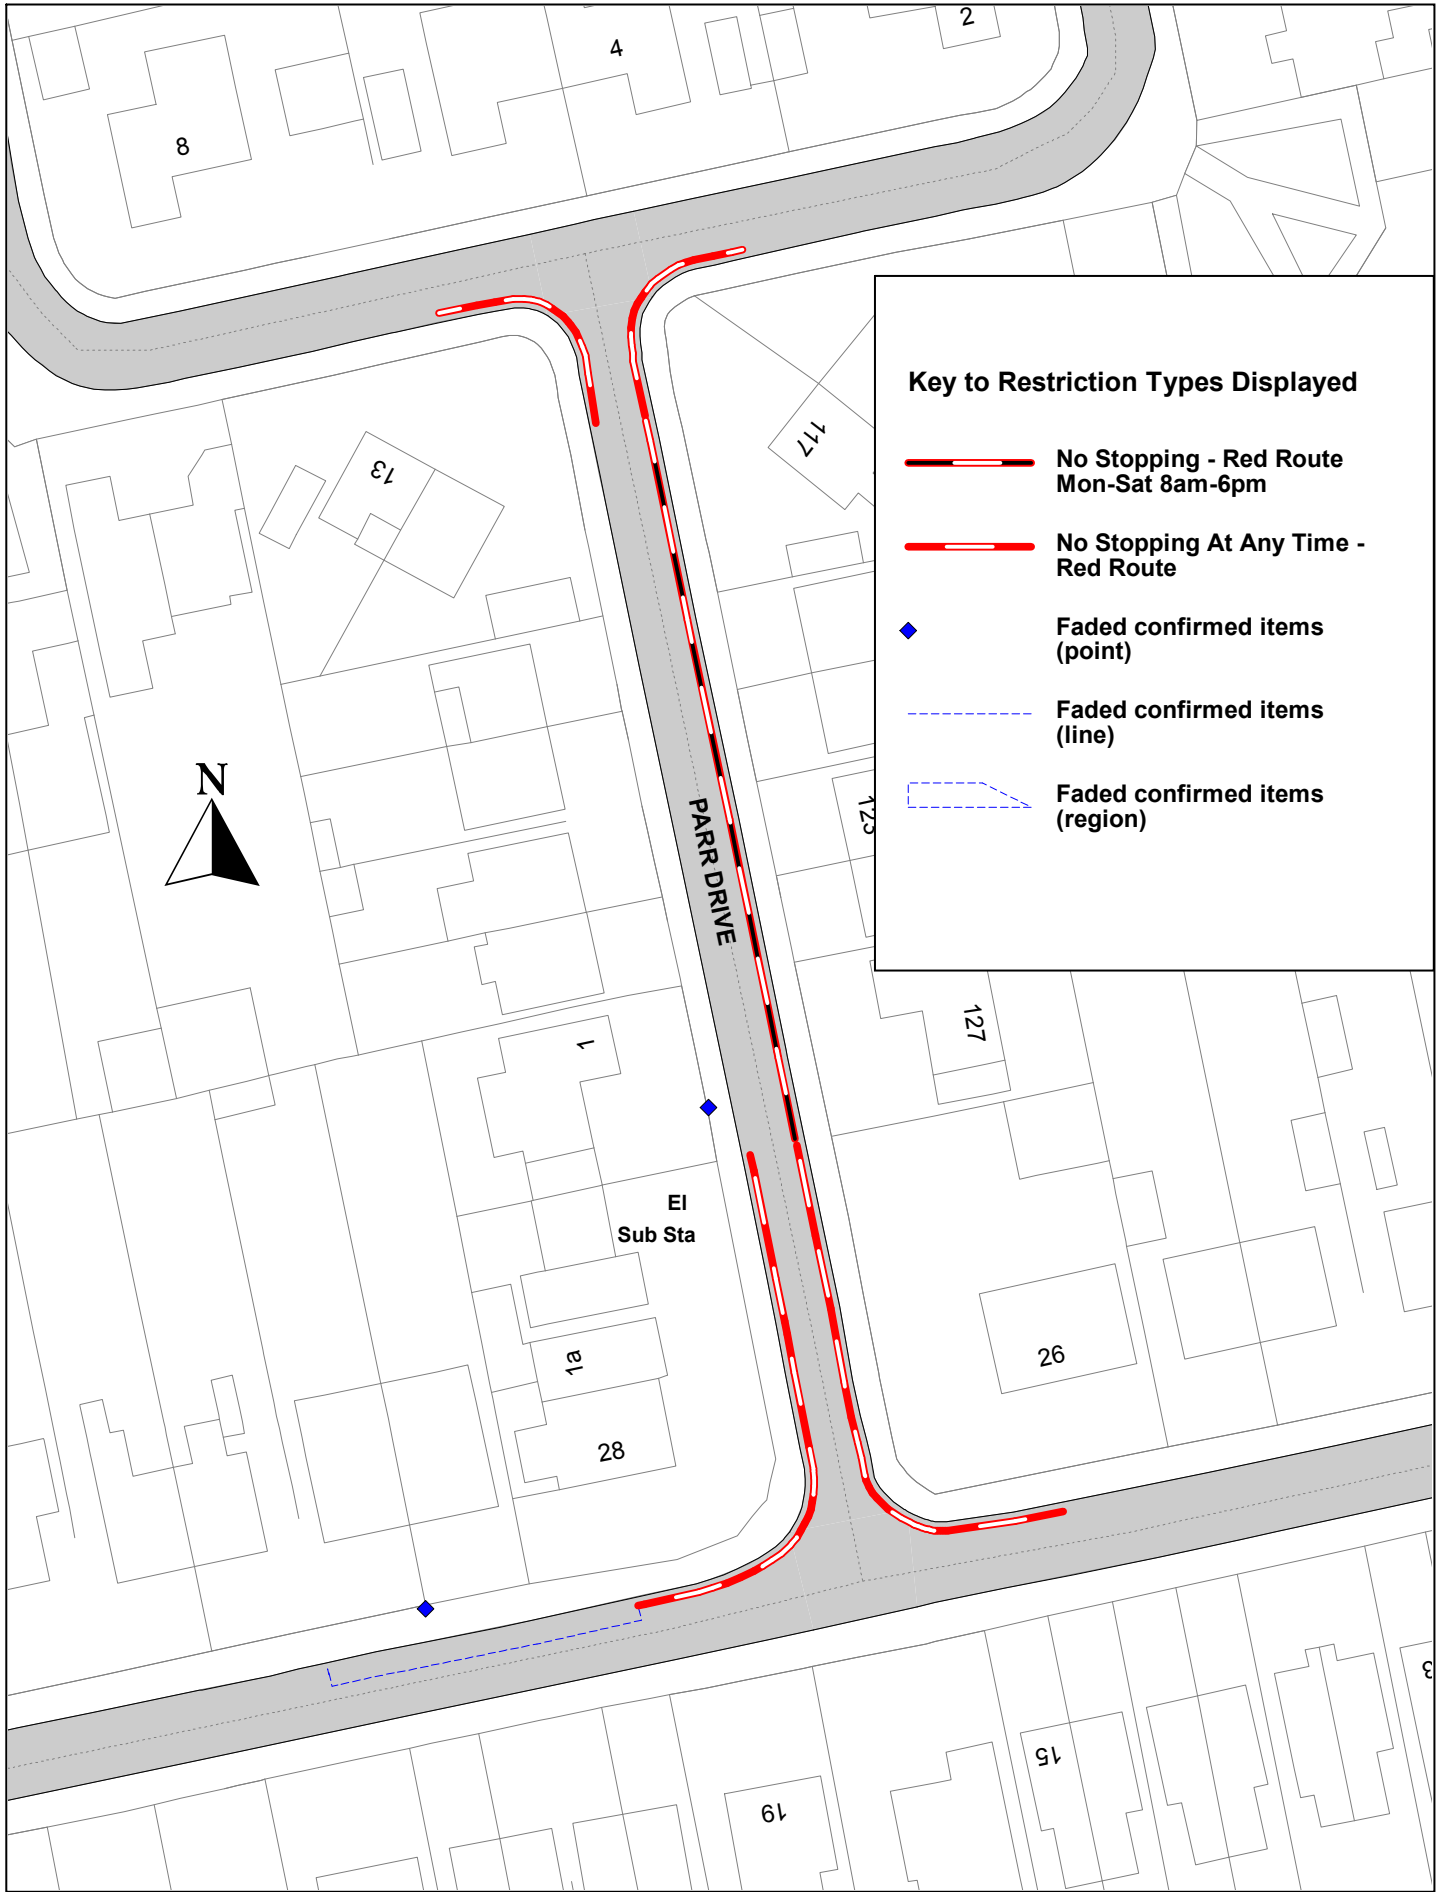 2
4
8
Key to Restriction Types Displayed
117
13
No Stopping - Red Route
Mon-Sat 8am-6pm
No Stopping At Any Time -
Red Route
Faded confirmed items
(point)
Faded confirmed items
(line)
Faded confirmed items
(region)
N
PARR DRIVE
123
127
1
El
Sub Sta
1a
26
28
15
19